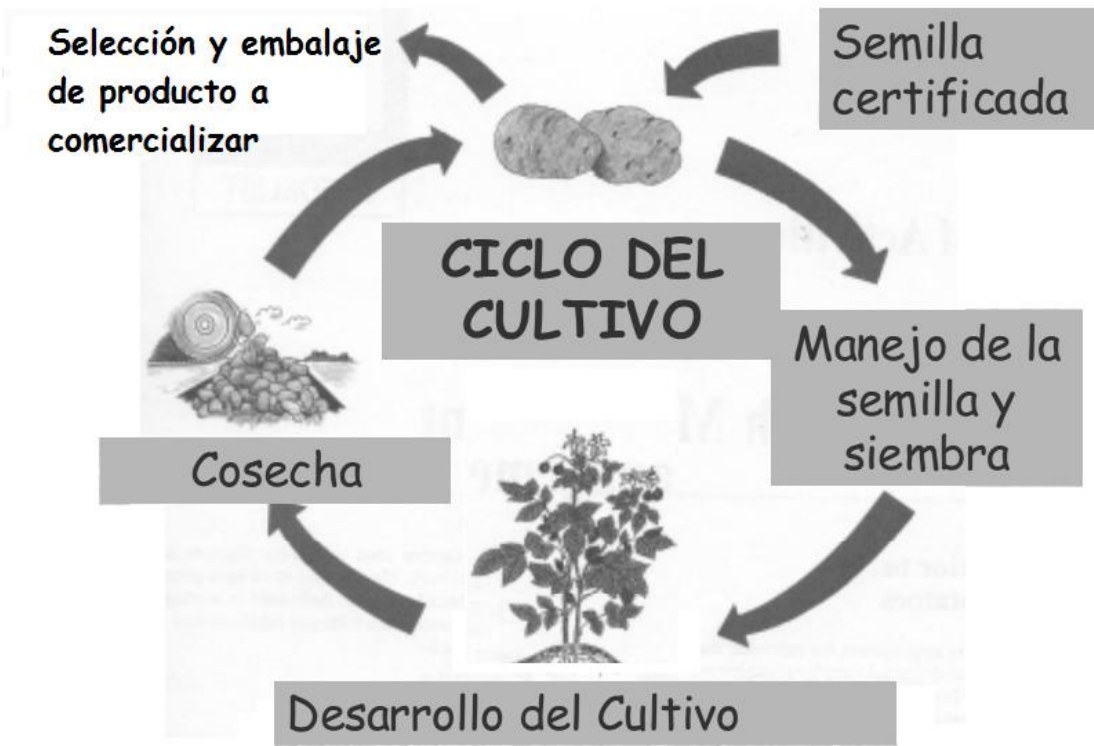 Selección y embalaje
de producto a
comercializar
Semilla
certificada
CICLO DEL
CULTIVO
Manejo de la
semilla y
siembra
Cosecha
Desarrollo del Cultivo